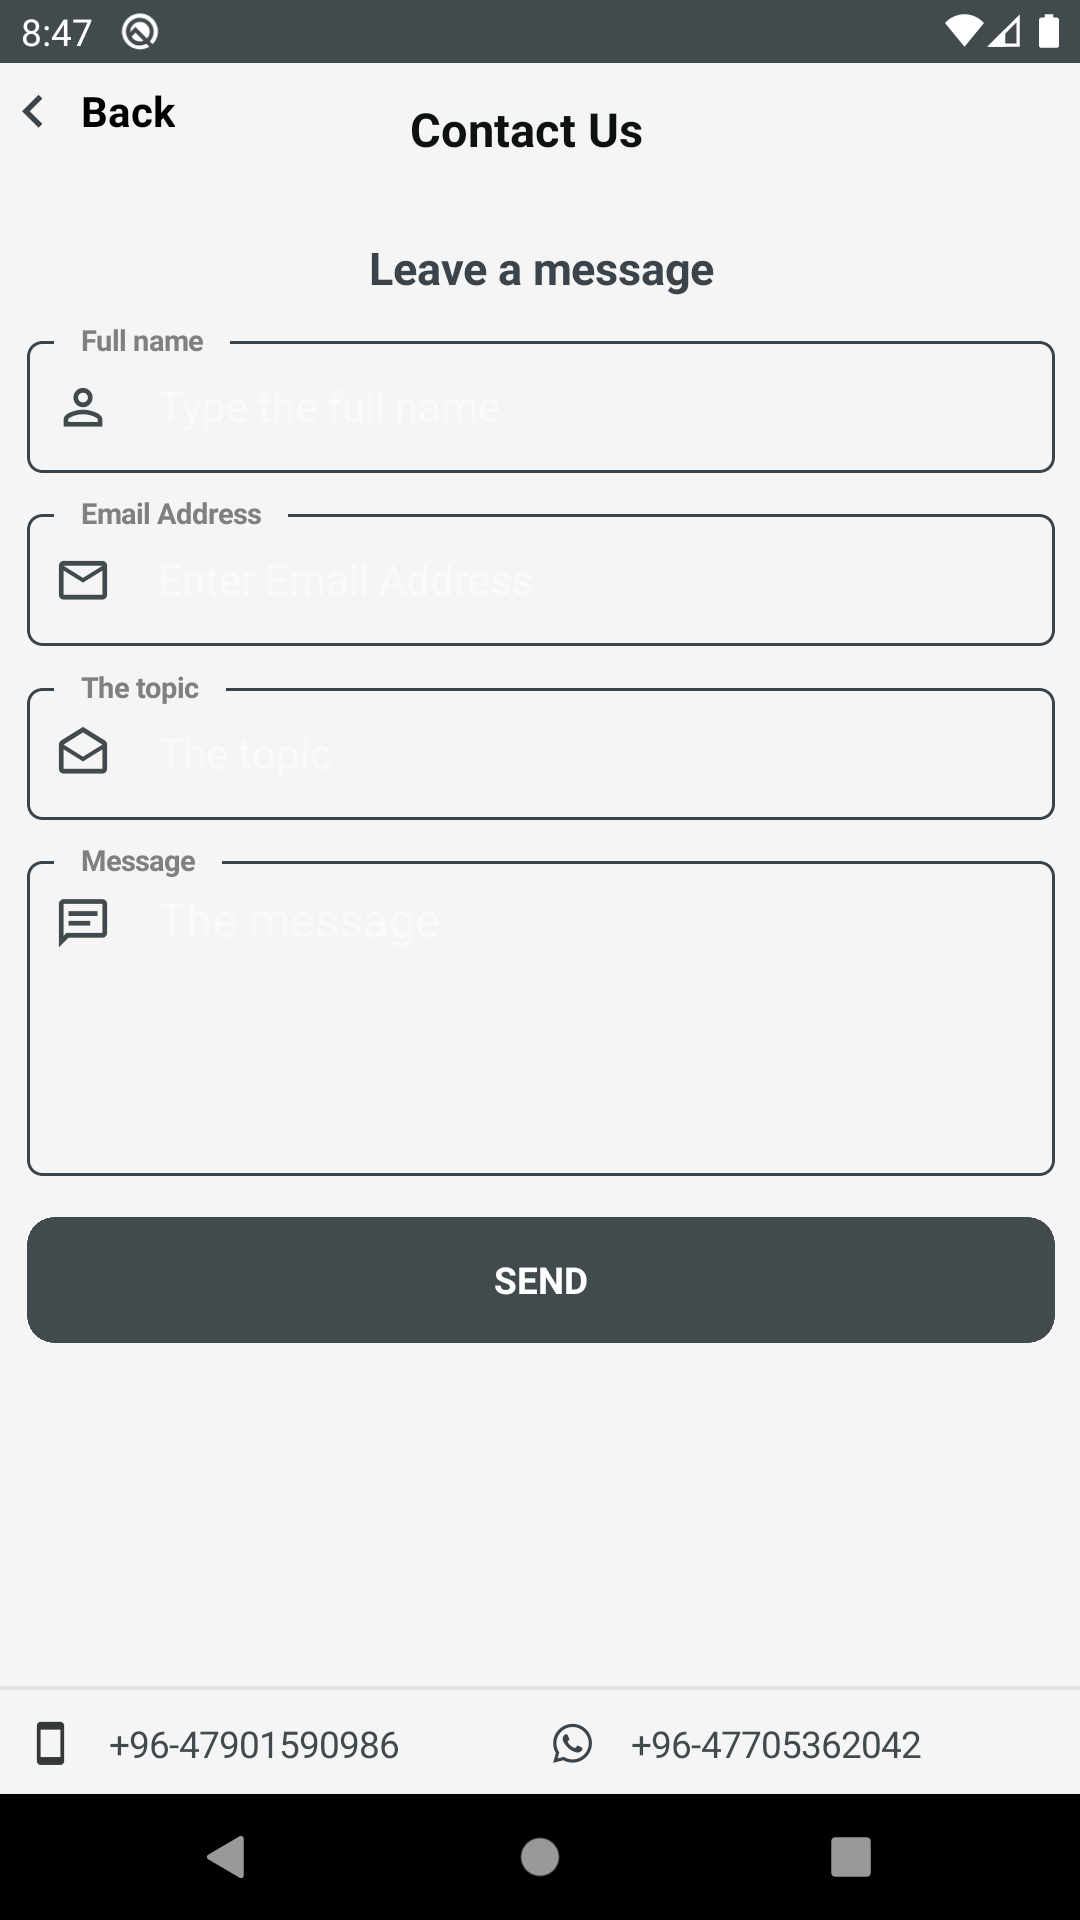 8:47
Back
Contact Us
Leave a message
Full name
Type the full name
Email Address
Enter Email Address
The topic
The topic
Message
The message
SEND
+96-47901590986
+96-47705362042